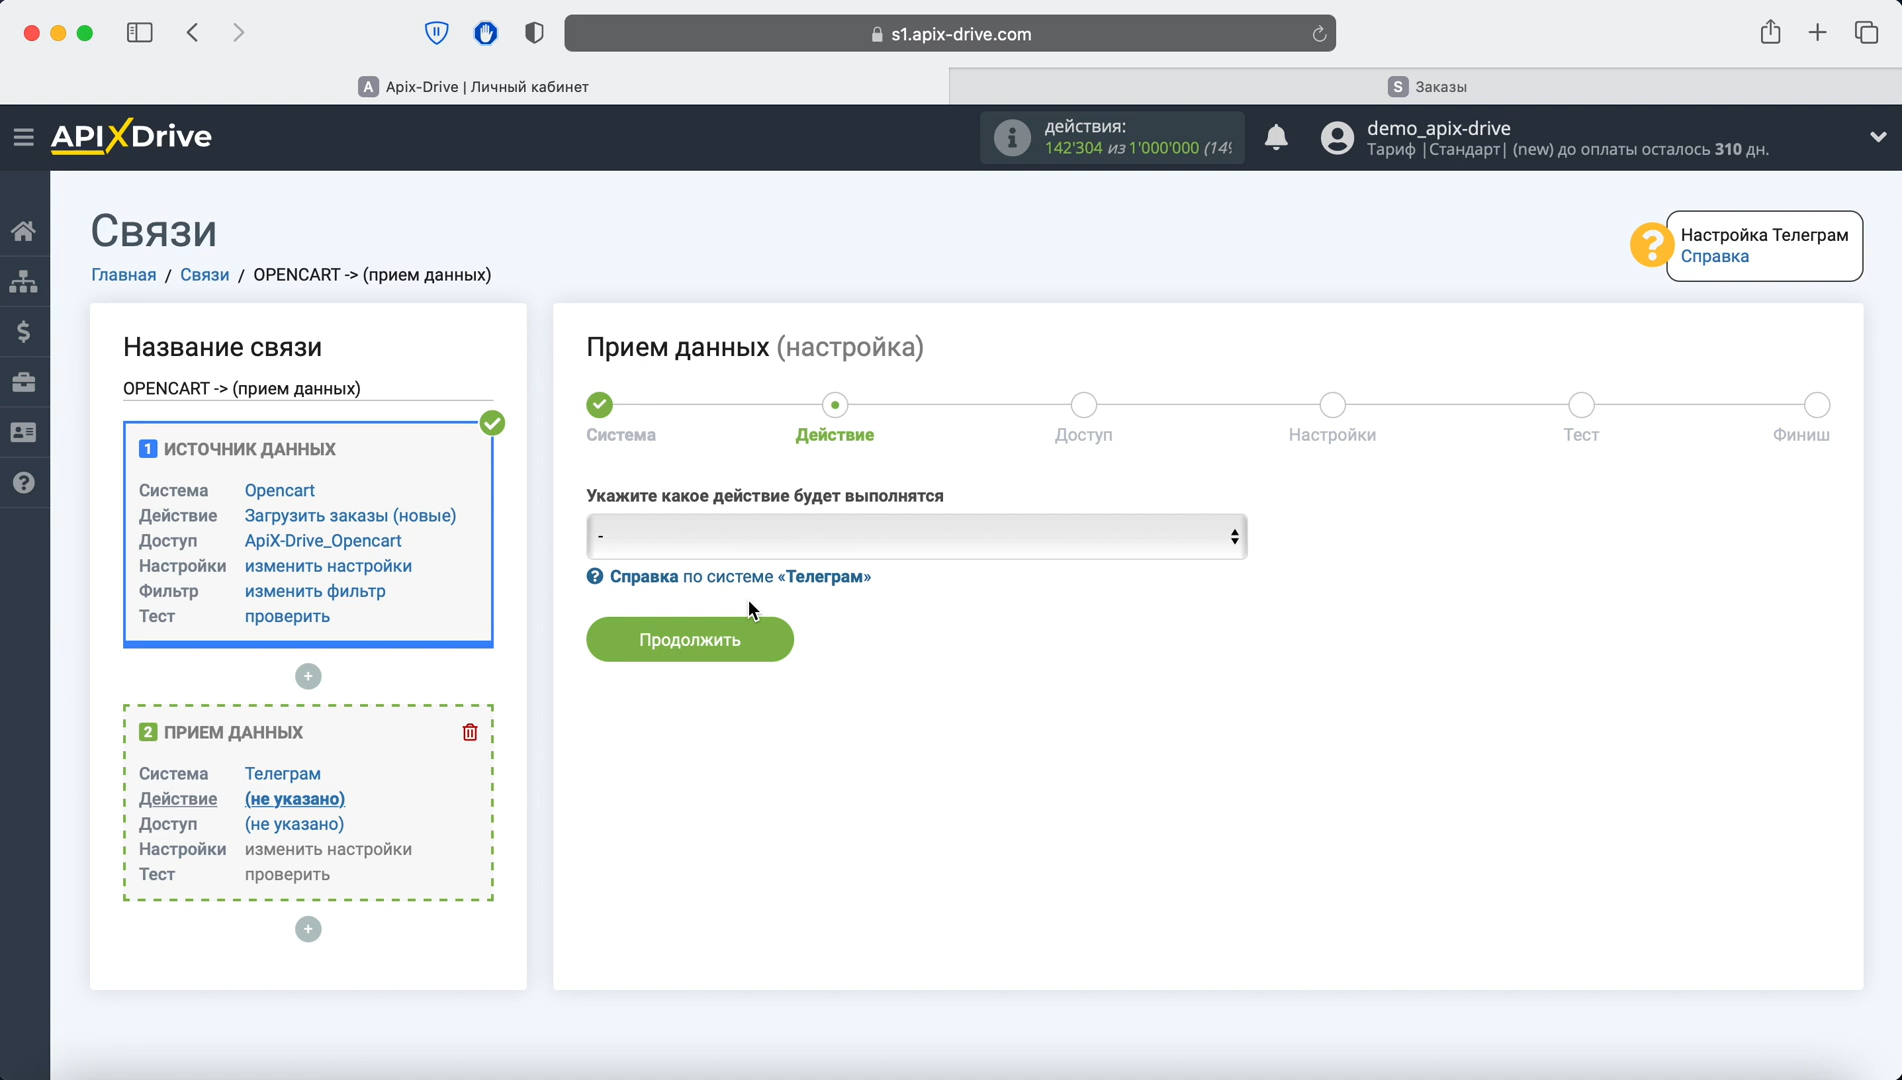 s1.apix-drive.com
A Apix-Drive | Личный кабинет
S Заказы
APIXDrive
действия:
142'304 из 1'000'000 (14%
demo_apix-drive
Тариф |Стандарт| (new) до оплаты осталось 310 дн.
Связи
Главная / Связи / OPENCART -> (прием данных)
Настройка Телеграм
Справка
Название связи
OPENCART -> (прием данных)
1 ИСТОЧНИК ДАННЫХ
Система Opencart
Действие Загрузить заказы (новые)
Доступ ApiX-Drive_Opencart
Настройки изменить настройки
Фильтр изменить фильтр
Тест проверить
2 ПРИЕМ ДАННЫХ
Система Телеграм
Действие (не указано)
Доступ (не указано)
Настройки изменить настройки
Тест проверить
Прием данных (настройка)
Система Действие Доступ Настройки Тест Финиш
Укажите какое действие будет выполнятся
-
Справка по системе «Телеграм»
Продолжить